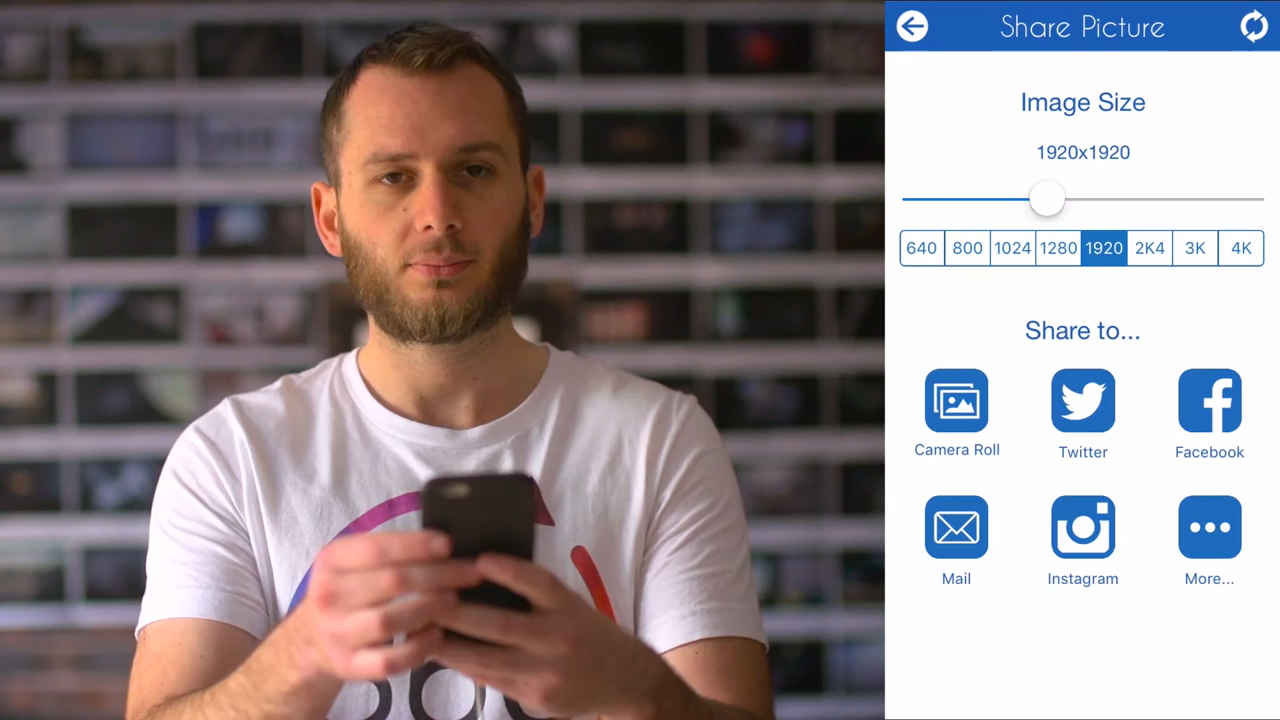 Share Picture
Image Size
1920x1920
640 800 1024 1280 1920 2K4 3K 4K
Share to...
Camera Roll Twitter Facebook
Mail Instagram More...